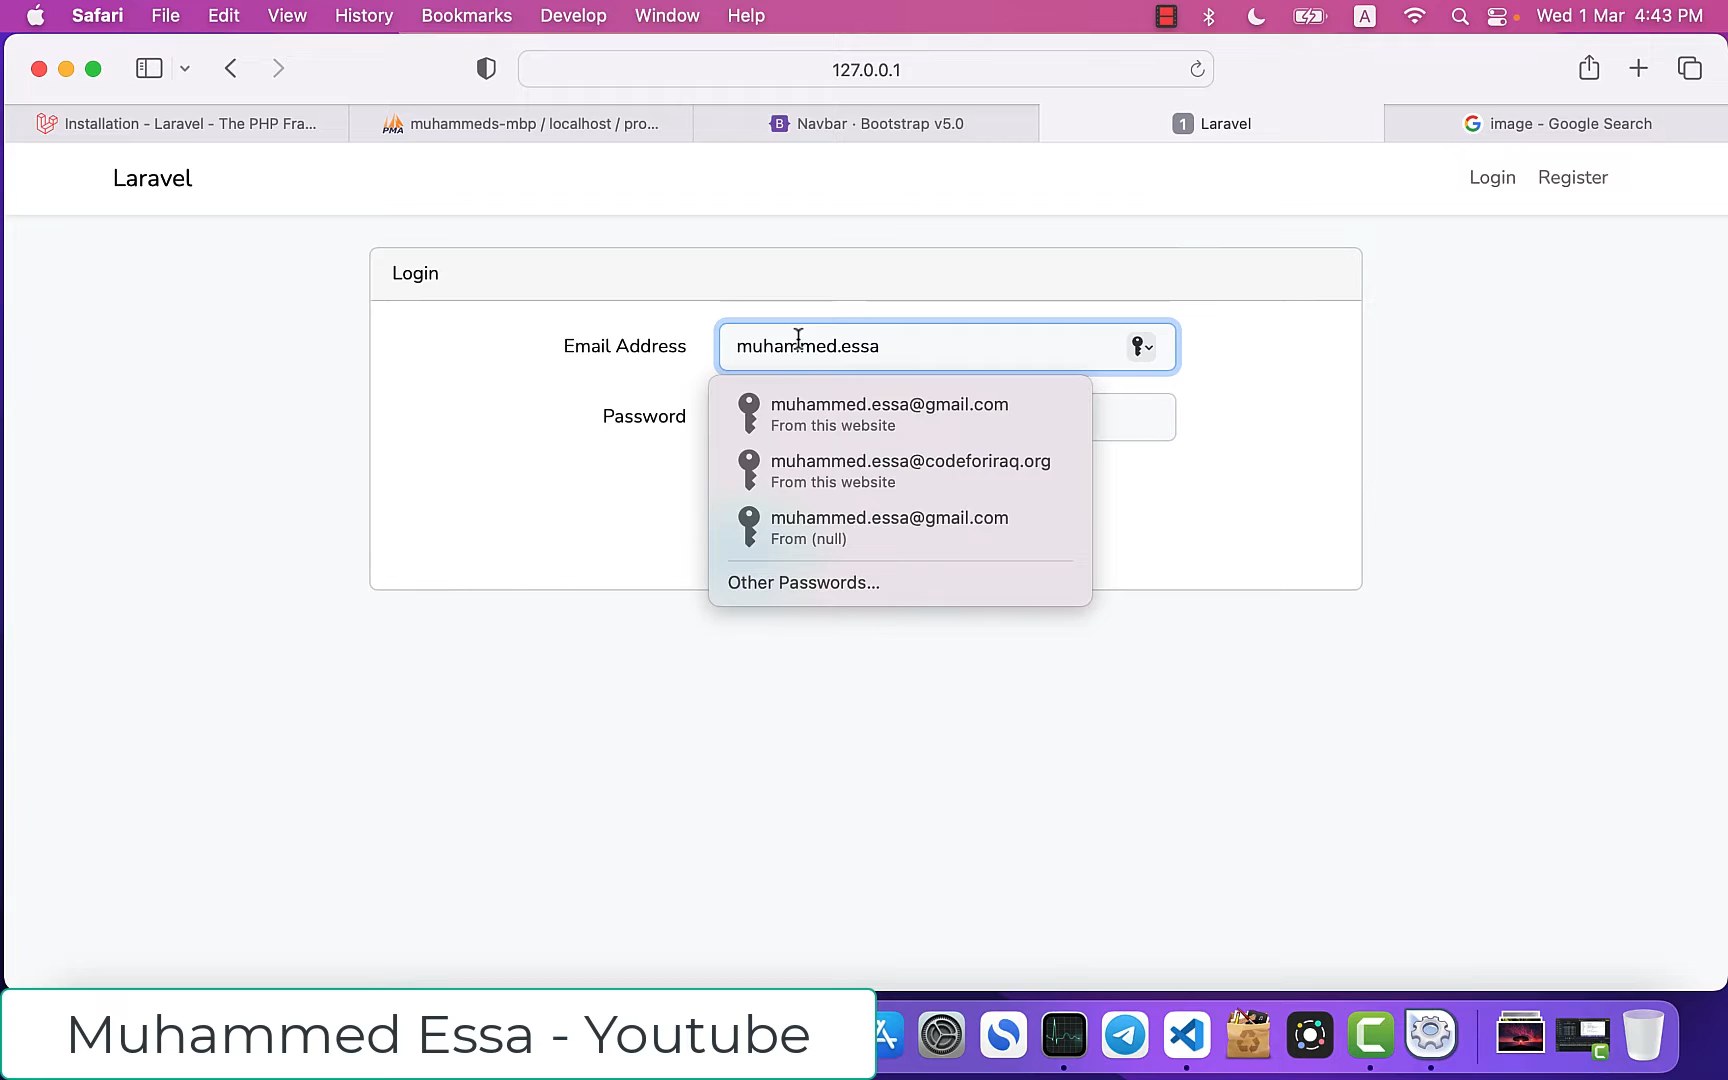 Safari File Edit View History Bookmarks Develop Window Help A Wed 1 Mar 4:43 PM
127.0.0.1
Installation - Laravel - The PHP Fra... PMA muhammeds-mbp / localhost / pro... B Navbar · Bootstrap v5.0 1 Laravel G image - Google Search
Laravel Login Register
Login
Email Address muhammed.essa
muhammed.essa@gmail.com
Password
From this website
muhammed.essa@codeforiraq.org
From this website
muhammed.essa@gmail.com
From (null)
Other Passwords...
Muhammed Essa - Youtube